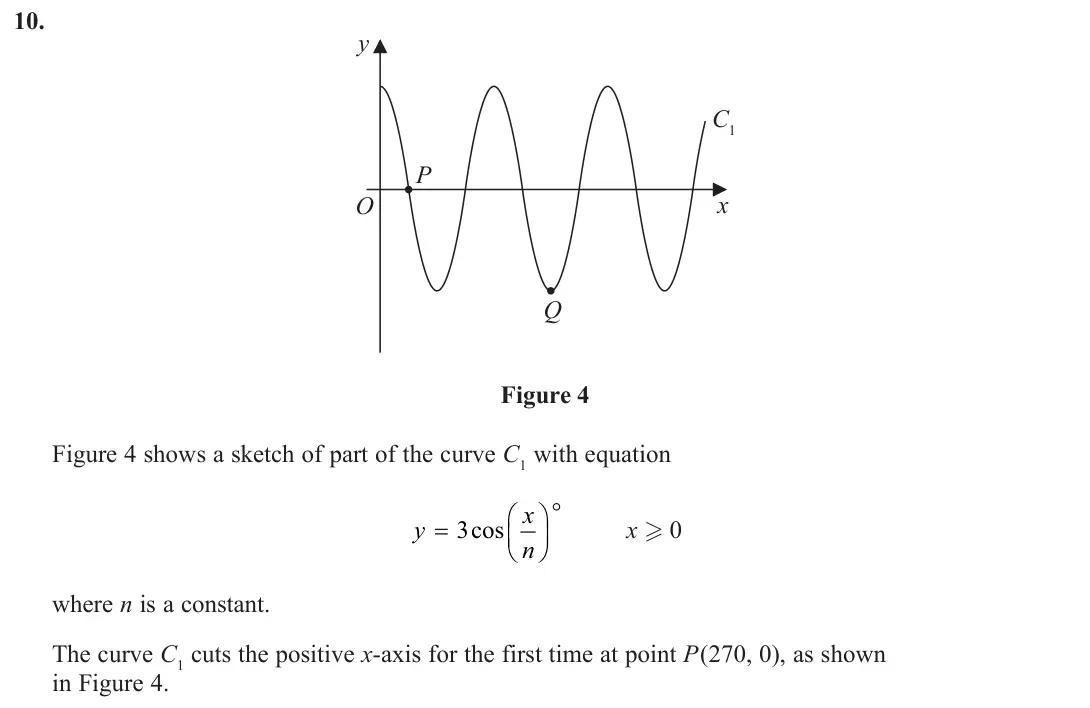 10.
y
C₁
P
O
x
Q
Figure 4
Figure 4 shows a sketch of part of the curve C₁ with equation
y = 3cos(x/n)°    x ⩾ 0
where n is a constant.
The curve C₁ cuts the positive x-axis for the first time at point P(270, 0), as shown
in Figure 4.